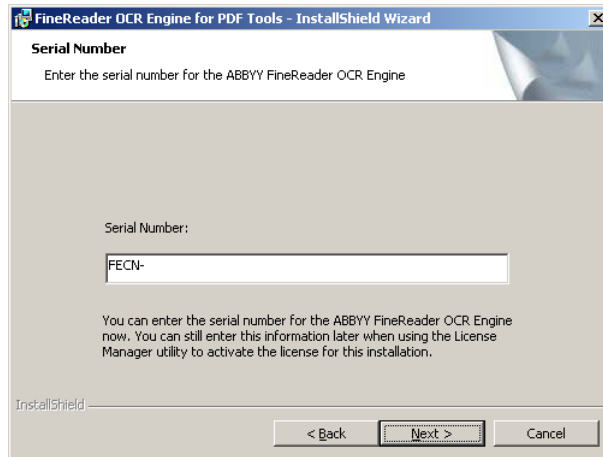 FineReader OCR Engine for PDF Tools - InstallShield Wizard
Serial Number
Enter the serial number for the ABBYY FineReader OCR Engine
Serial Number:
FECN-
You can enter the serial number for the ABBYY FineReader OCR Engine
now. You can still enter this information later when using the License
Manager utility to activate the license for this installation.
InstallShield
< Back
Next >
Cancel